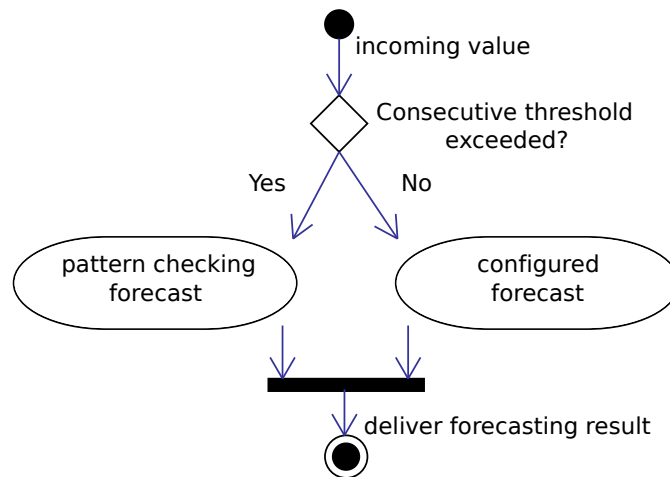 incoming value
Consecutive threshold
exceeded?
Yes
No
pattern checking
forecast
configured
forecast
deliver forecasting result